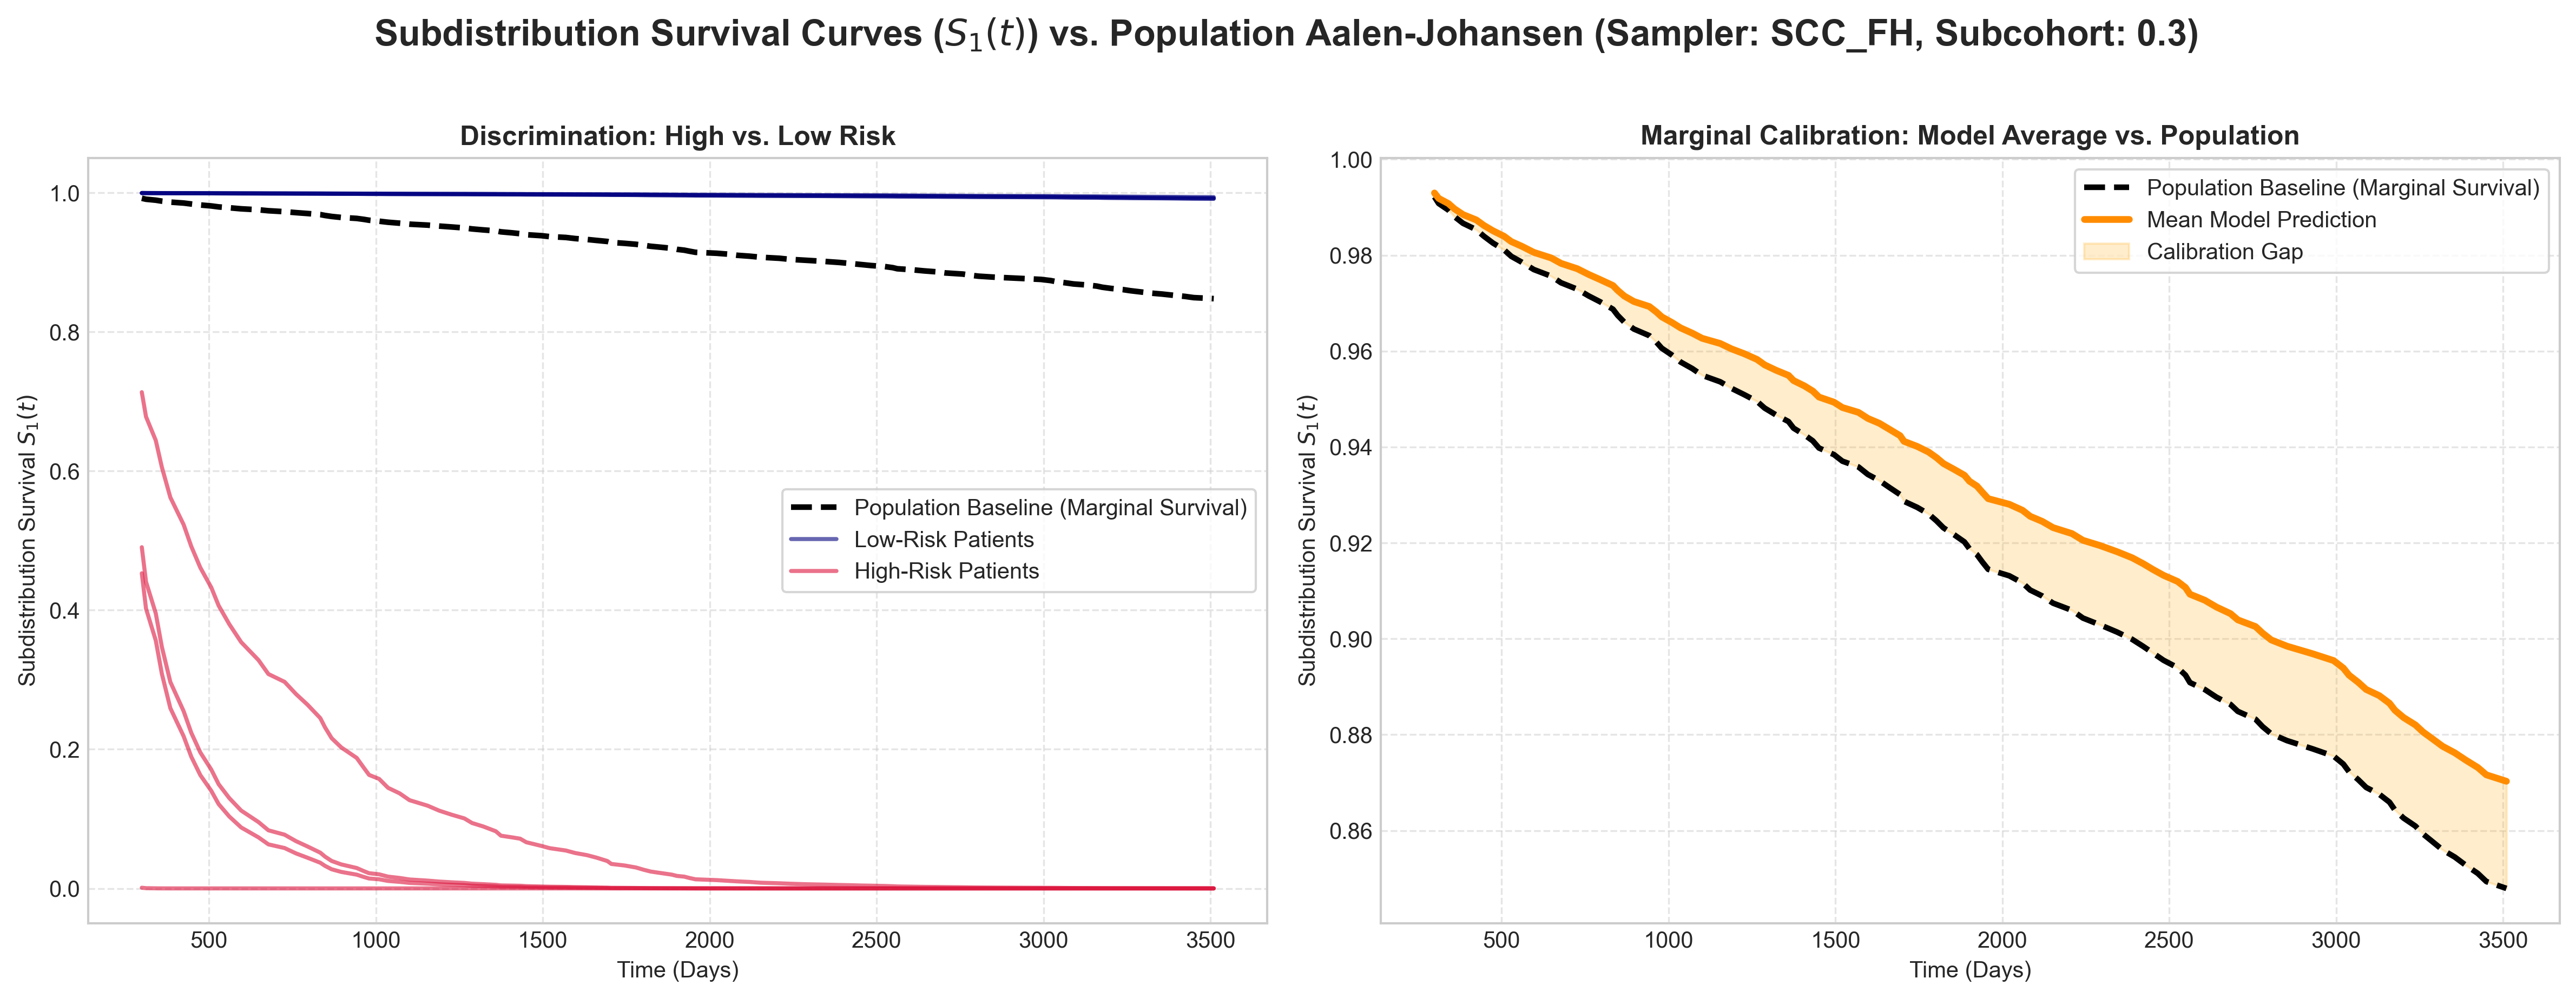 Subdistribution Survival Curves (S₁(t)) vs. Population Aalen-Johansen (Sampler: SCC_FH, Subcohort: 0.3)
Discrimination: High vs. Low Risk
Subdistribution Survival S₁(t)
1.0
0.8
0.6
0.4
0.2
0.0
Population Baseline (Marginal Survival)
Low-Risk Patients
High-Risk Patients
500 1000 1500 2000 2500 3000 3500
Time (Days)
Marginal Calibration: Model Average vs. Population
Subdistribution Survival S₁(t)
1.00
0.98
0.96
0.94
0.92
0.90
0.88
0.86
Population Baseline (Marginal Survival)
Mean Model Prediction
Calibration Gap
500 1000 1500 2000 2500 3000 3500
Time (Days)